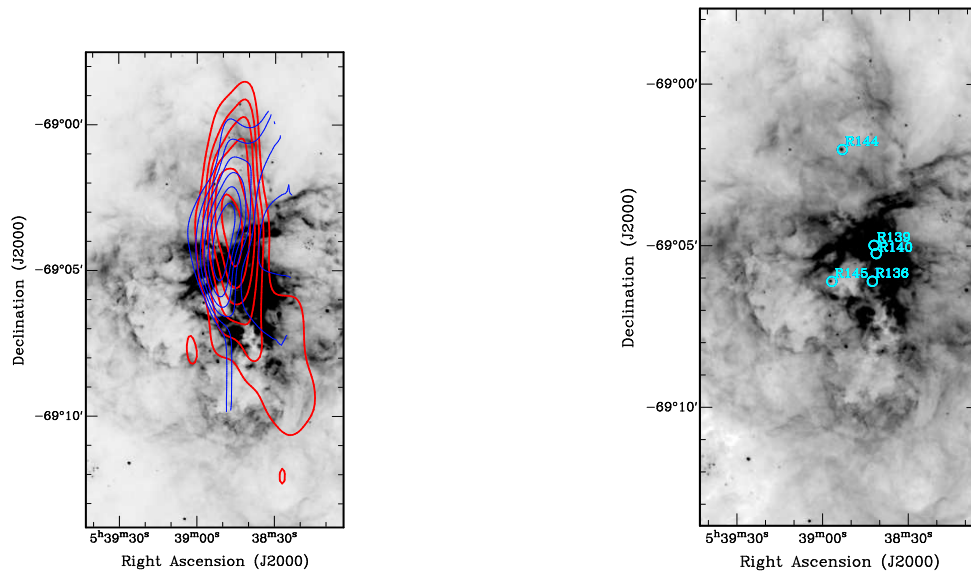 −69°00′
−69°05′
−69°10′
Declination (J2000)
5ʰ39ᵐ30ˢ 39ᵐ00ˢ 38ᵐ30ˢ
Right Ascension (J2000)
−69°00′
−69°05′
−69°10′
Declination (J2000)
R144
R139
R140
R145
R136
5ʰ39ᵐ30ˢ 39ᵐ00ˢ 38ᵐ30ˢ
Right Ascension (J2000)